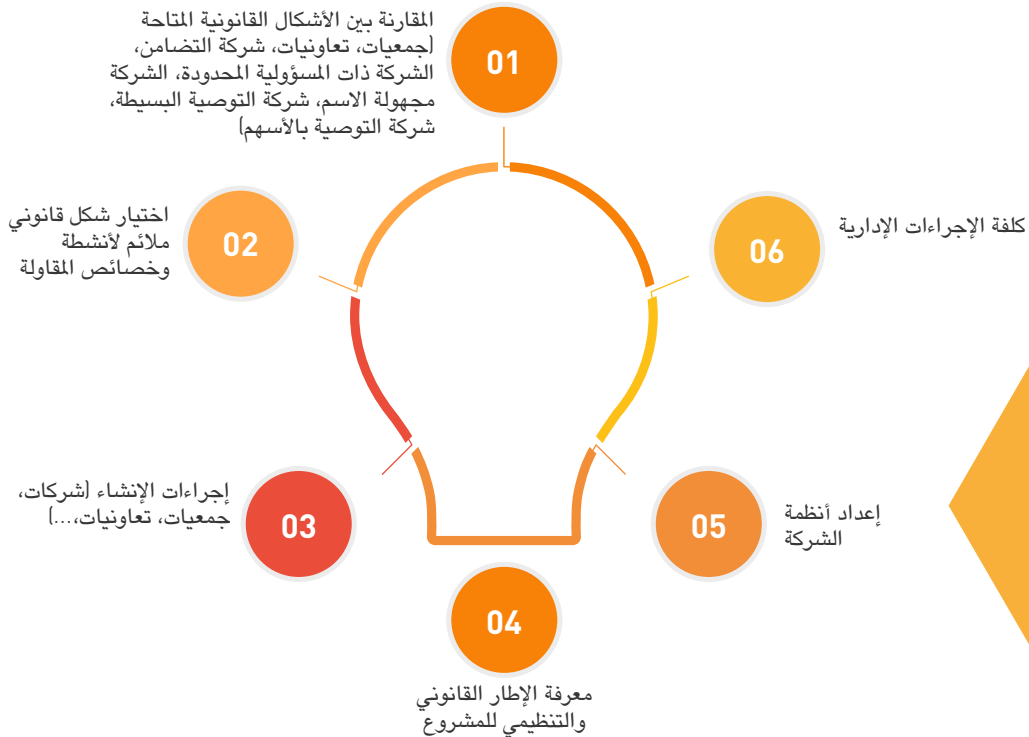 01
المقارنة بين الأشكال القانونية المتاحة
(جمعيات، تعاونيات، شركة التضامن،
الشركة ذات المسؤولية المحدودة، الشركة
مجهولة الاسم، شركة التوصية البسيطة،
شركة التوصية بالأسهم)
02
اختيار شكل قانوني
ملائم لأنشطة
وخصائص المقاولة
03
إجراءات الإنشاء (شركات،
جمعيات، تعاونيات،...)
04
معرفة الإطار القانوني
والتنظيمي للمشروع
05
إعداد أنظمة
الشركة
06
كلفة الإجراءات الإدارية